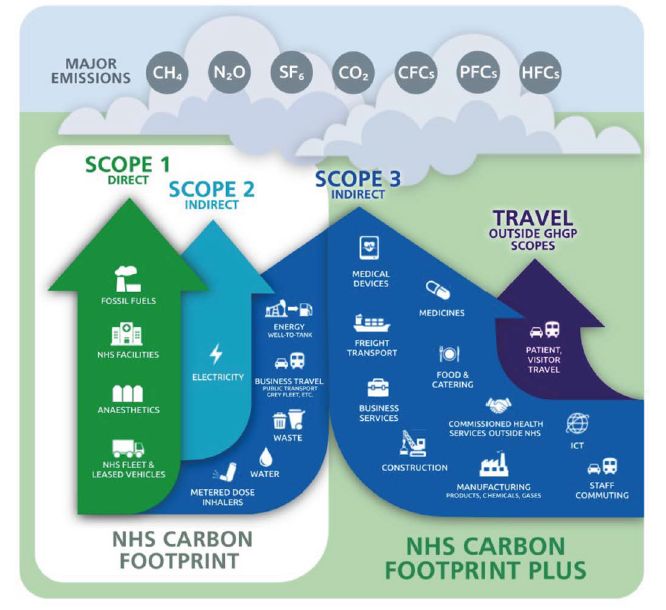 MAJOR
EMISSIONS
CH₄
N₂O
SF₆
CO₂
CFCs
PFCs
HFCs
SCOPE 1
DIRECT
SCOPE 2
INDIRECT
SCOPE 3
INDIRECT
TRAVEL
OUTSIDE GHGP
SCOPES
FOSSIL FUELS
NHS FACILITIES
ANAESTHETICS
NHS FLEET &
LEASED VEHICLES
ELECTRICITY
ENERGY
WELL-TO-TANK
BUSINESS TRAVEL
PUBLIC TRANSPORT
GREY FLEET, ETC.
WASTE
WATER
METERED DOSE
INHALERS
MEDICAL
DEVICES
MEDICINES
FREIGHT
TRANSPORT
FOOD &
CATERING
BUSINESS
SERVICES
COMMISSIONED HEALTH
SERVICES OUTSIDE NHS
ICT
CONSTRUCTION
MANUFACTURING
PRODUCTS, CHEMICALS, GASES
STAFF
COMMUTING
PATIENT,
VISITOR
TRAVEL
NHS CARBON
FOOTPRINT
NHS CARBON
FOOTPRINT PLUS